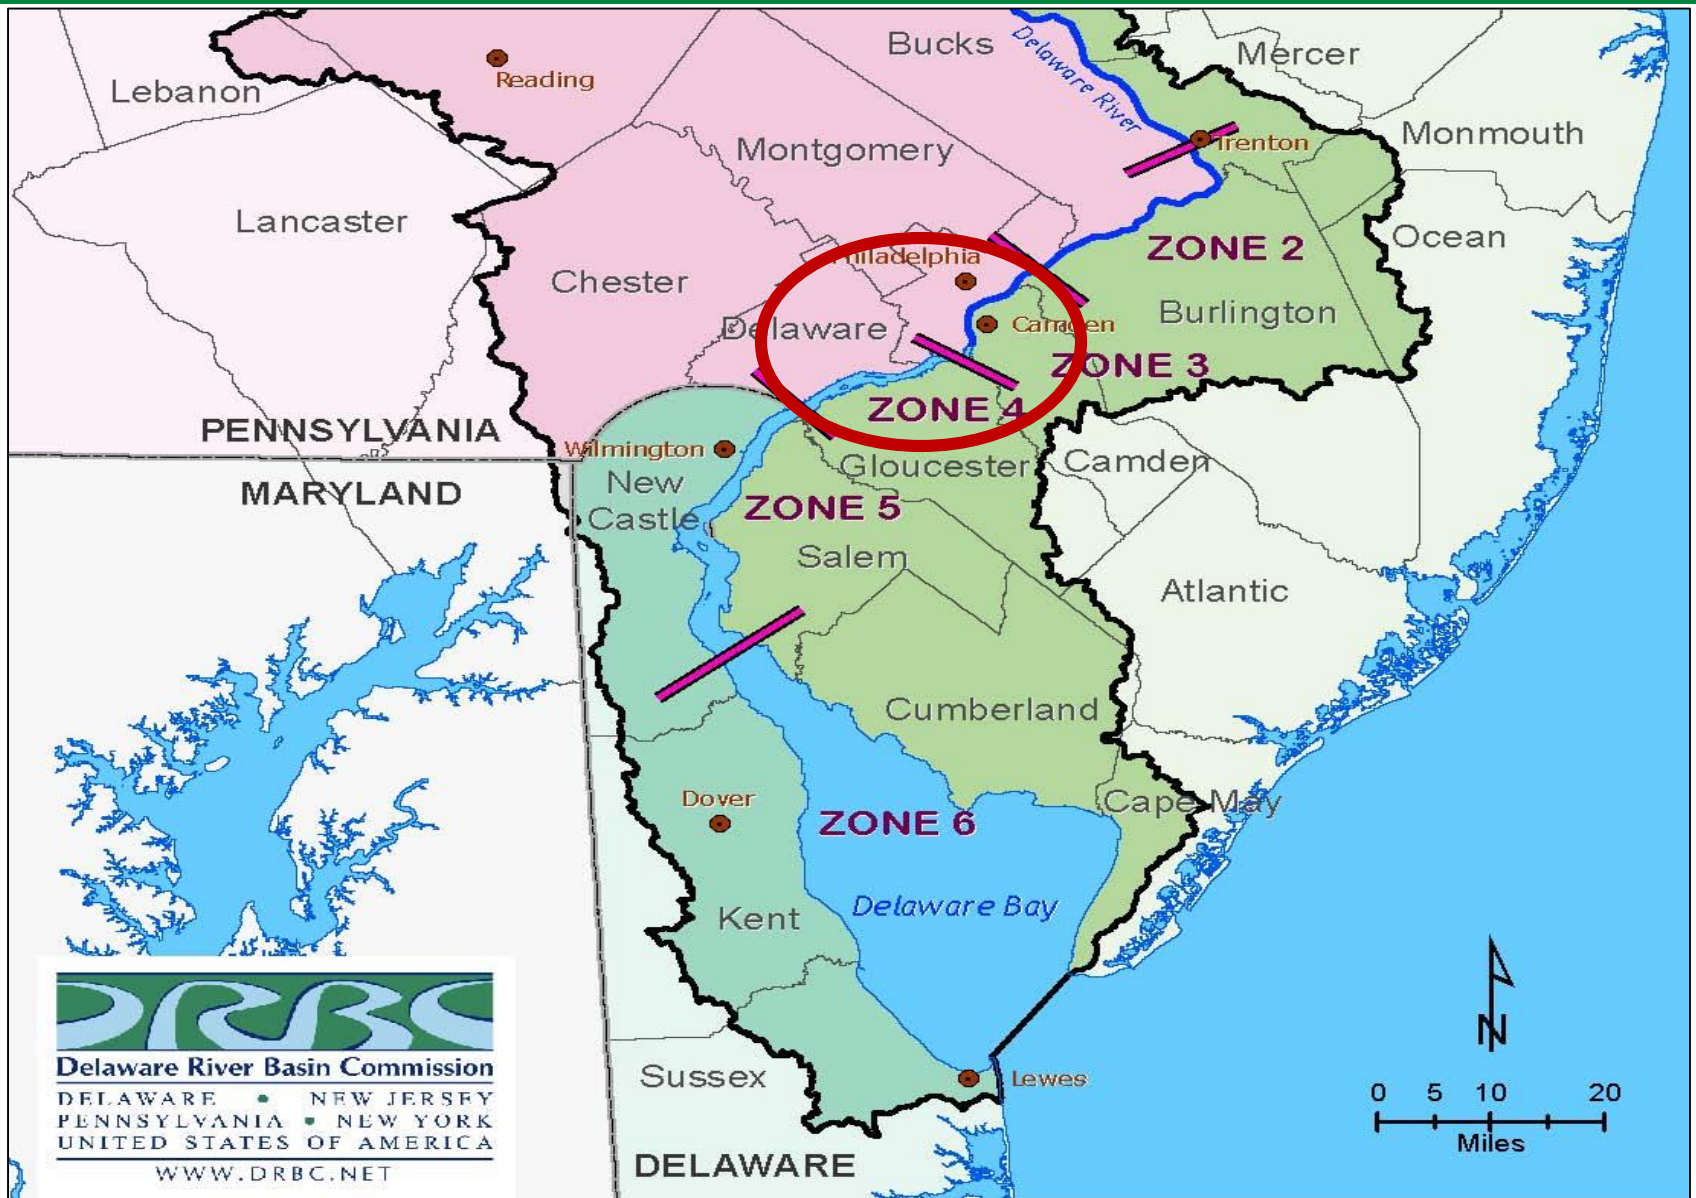 Bucks
Delaware River
Mercer
Reading
Lebanon
Monmouth
Trenton
Montgomery
Lancaster
Ocean
ZONE 2
Philadelphia
Chester
Burlington
Delaware
Camden
ZONE 3
ZONE 4
PENNSYLVANIA
Wilmington
Gloucester
Camden
MARYLAND
New
Castle
ZONE 5
Salem
Atlantic
Cumberland
Dover
Cape May
ZONE 6
Delaware Bay
Kent
DRBC
Delaware River Basin Commission
DELAWARE • NEW JERSEY
PENNSYLVANIA • NEW YORK
UNITED STATES OF AMERICA
WWW.DRBC.NET
Sussex
Lewes
DELAWARE
N
0 5 10 20
Miles